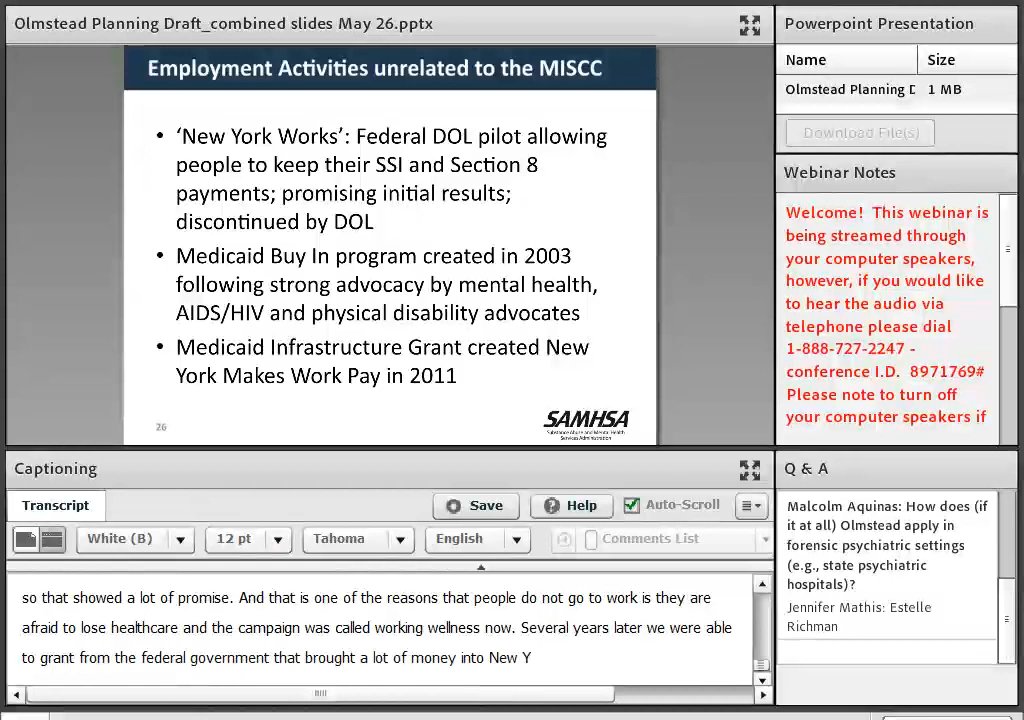 Olmstead Planning Draft_combined slides May 26.pptx
Employment Activities unrelated to the MISCC
• ‘New York Works’: Federal DOL pilot allowing
people to keep their SSI and Section 8
payments; promising initial results;
discontinued by DOL
• Medicaid Buy In program created in 2003
following strong advocacy by mental health,
AIDS/HIV and physical disability advocates
• Medicaid Infrastructure Grant created New
York Makes Work Pay in 2011
26
SAMHSA
Substance Abuse and Mental Health
Services Administration
Powerpoint Presentation
Name Size
Olmstead Planning D 1 MB
Download File(s)
Webinar Notes
Welcome! This webinar is
being streamed through
your computer speakers,
however, if you would like
to hear the audio via
telephone please dial
1-888-727-2247 -
conference I.D. 8971769#
Please note to turn off
your computer speakers if
Captioning
Transcript Save Help Auto-Scroll
White (B) 12 pt Tahoma English Comments List
so that showed a lot of promise. And that is one of the reasons that people do not go to work is they are
afraid to lose healthcare and the campaign was called working wellness now. Several years later we were able
to grant from the federal government that brought a lot of money into New Y
Q & A
Malcolm Aquinas: How does (if
it at all) Olmstead apply in
forensic psychiatric settings
(e.g., state psychiatric
hospitals)?
Jennifer Mathis: Estelle
Richman